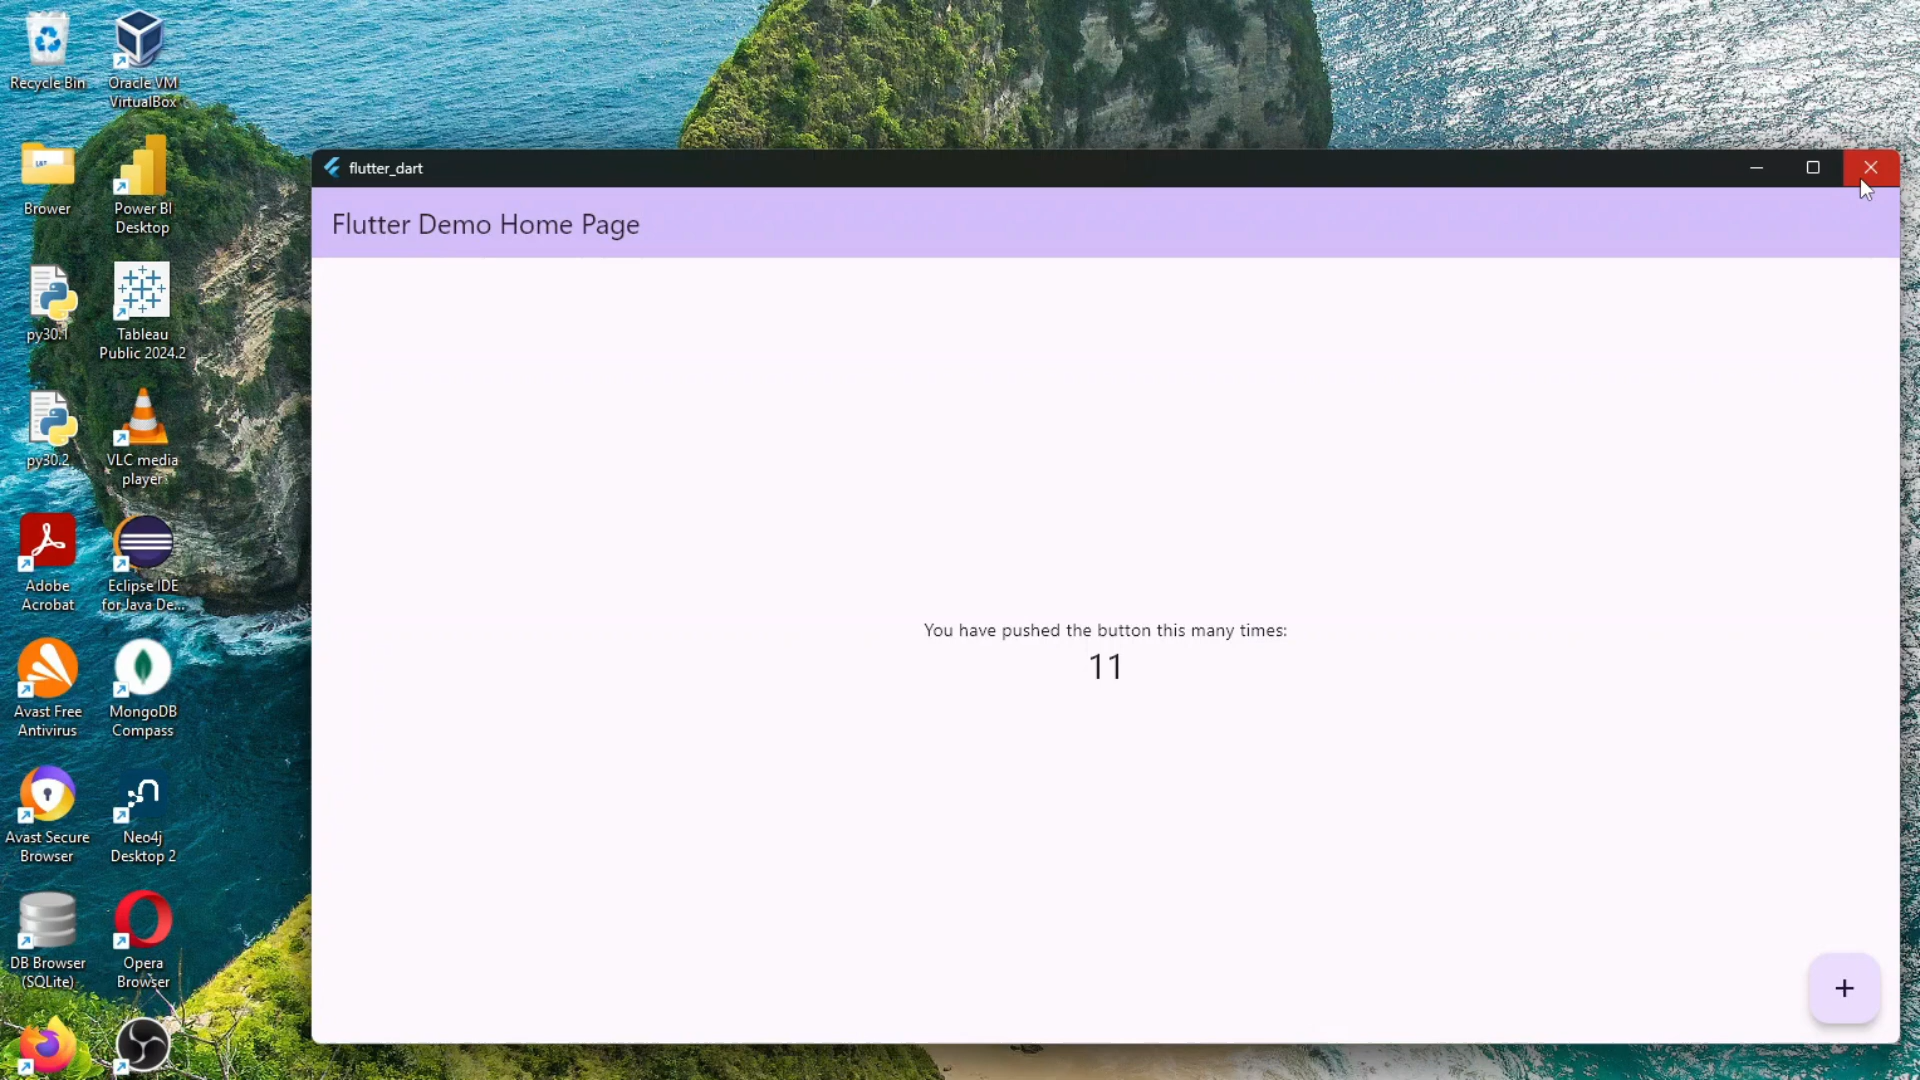 Recycle Bin
Oracle VM
VirtualBox
Brower
Power BI
Desktop
py30.1
Tableau
Public 2024.2
py30.2
VLC media
player
Adobe
Acrobat
Eclipse IDE
for Java De...
Avast Free
Antivirus
MongoDB
Compass
Avast Secure
Browser
Neo4j
Desktop 2
DB Browser
(SQLite)
Opera
Browser
flutter_dart
Flutter Demo Home Page
You have pushed the button this many times:
11
+